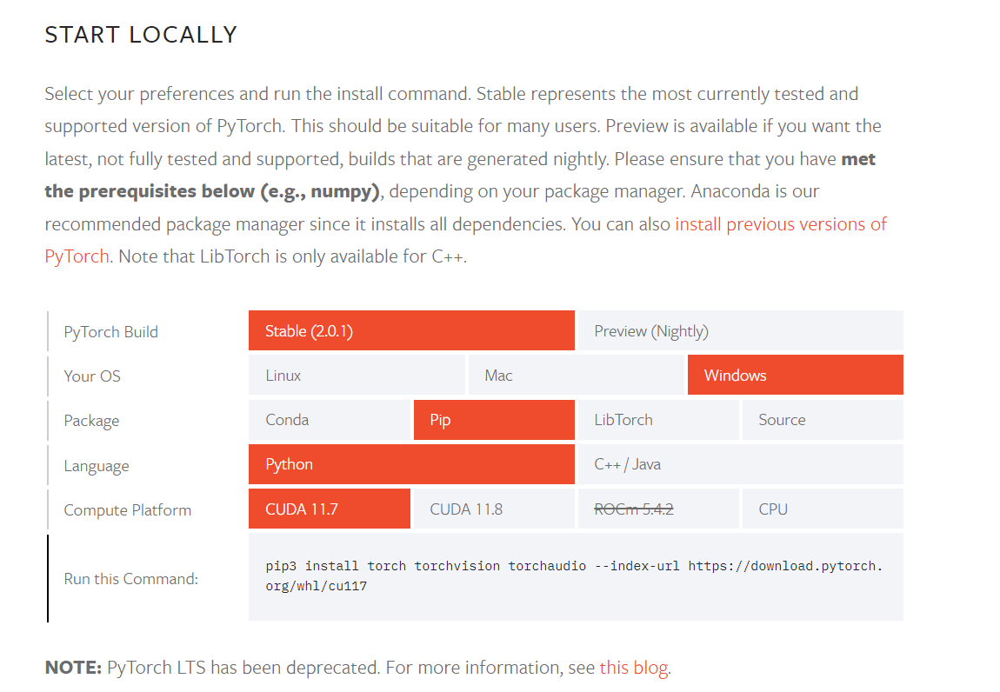 START LOCALLY
Select your preferences and run the install command. Stable represents the most currently tested and
supported version of PyTorch. This should be suitable for many users. Preview is available if you want the
latest, not fully tested and supported, builds that are generated nightly. Please ensure that you have met
the prerequisites below (e.g., numpy), depending on your package manager. Anaconda is our
recommended package manager since it installs all dependencies. You can also install previous versions of
PyTorch. Note that LibTorch is only available for C++.
PyTorch Build Stable (2.0.1) Preview (Nightly)
Your OS Linux Mac Windows
Package Conda Pip LibTorch Source
Language Python C++ / Java
Compute Platform CUDA 11.7 CUDA 11.8 ROCm 5.4.2 CPU
Run this Command: pip3 install torch torchvision torchaudio --index-url https://download.pytorch.
org/whl/cu117
NOTE: PyTorch LTS has been deprecated. For more information, see this blog.